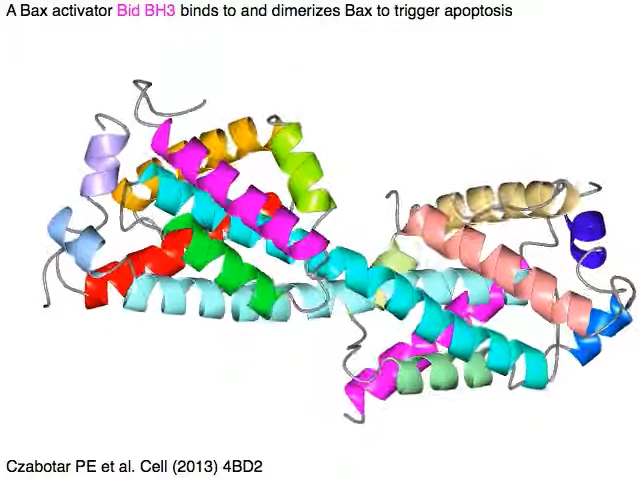 A Bax activator Bid BH3 binds to and dimerizes Bax to trigger apoptosis
Czabotar PE et al. Cell (2013) 4BD2